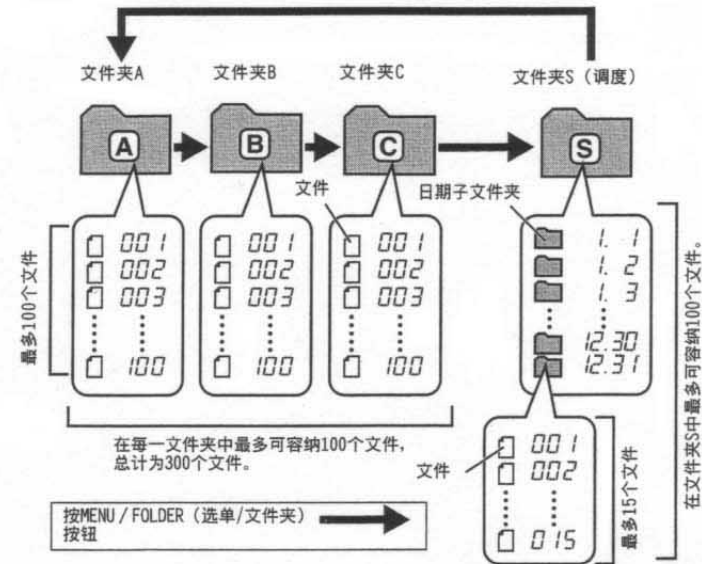 文件夹A
文件夹B
文件夹C
文件夹S（调度）
A
B
C
S
文件
日期子文件夹
最多100个文件
001
002
003
100
001
002
003
100
001
002
003
100
1. 1
1. 2
1. 3
12.30
12.31
在文件夹S中最多可容纳100个文件。
在每一文件夹中最多可容纳100个文件，
总计为300个文件。
文件
001
002
015
最多15个文件
按MENU/FOLDER（选单/文件夹）
按钮